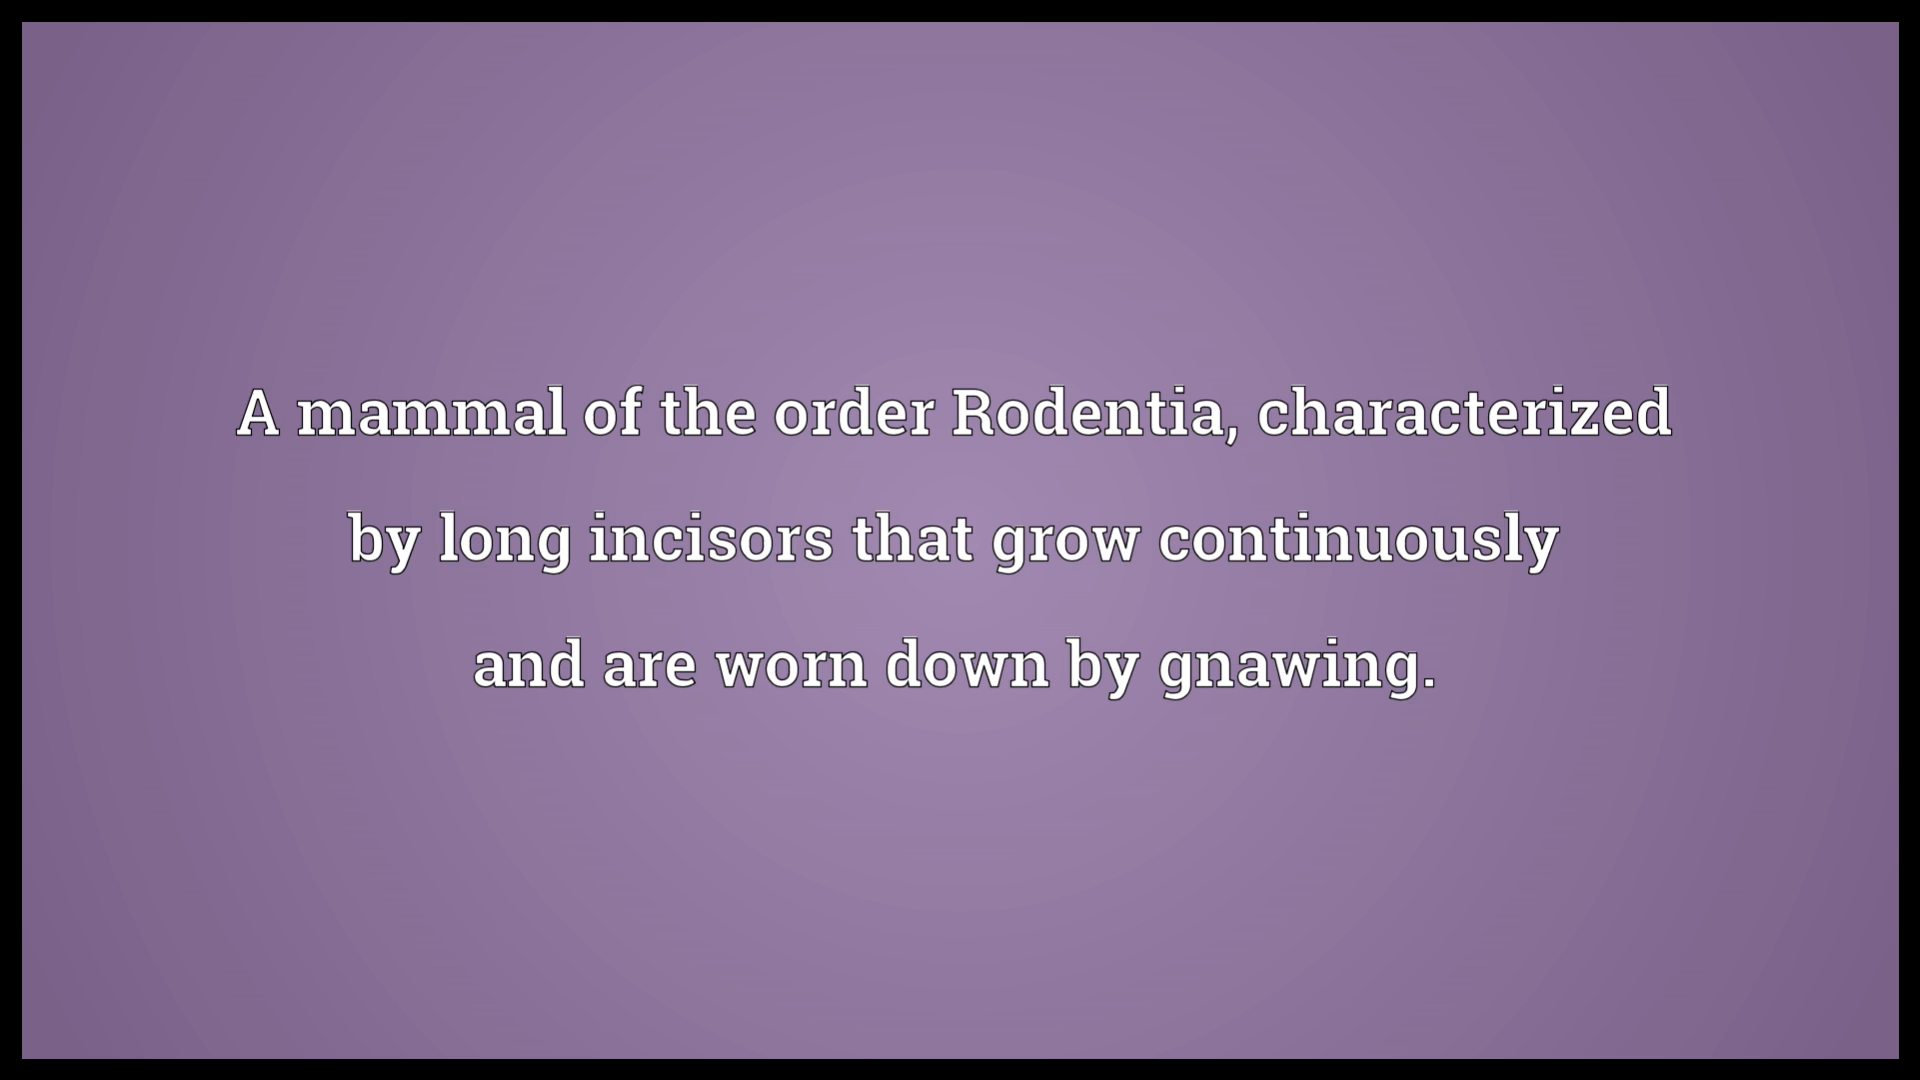 A mammal of the order Rodentia, characterized
by long incisors that grow continuously
and are worn down by gnawing.